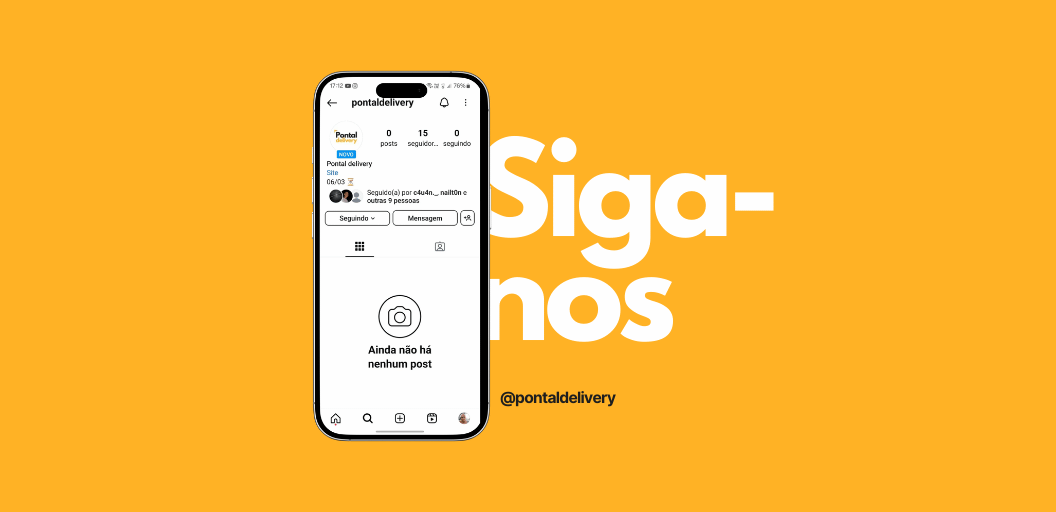 17:12
76%
pontaldelivery
Pontal
delivery
0
15
0
posts
seguidor...
seguindo
NOVO
Pontal delivery
Site
06/03 ⏳
Seguido(a) por c4u4n._, nailt0n e
outras 9 pessoas
Seguindo
Mensagem
Ainda não há
nenhum post
Siga-
nos
@pontaldelivery